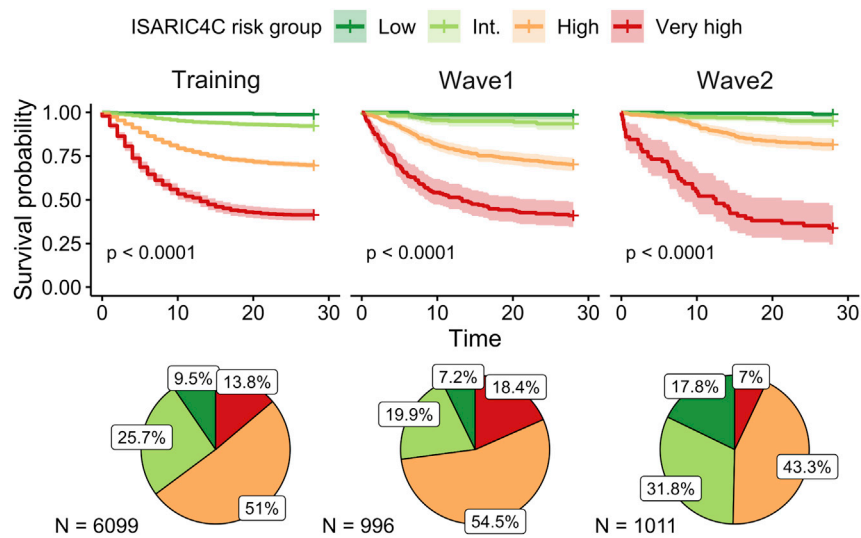 ISARIC4C risk group Low Int. High Very high
Training Wave1 Wave2
Survival probability
1.00
0.75
0.50
0.25
0.00
p < 0.0001 p < 0.0001 p < 0.0001
0 10 20 30 0 10 20 30 0 10 20 30
Time
9.5% 13.8% 25.7% 51%
N = 6099
7.2% 18.4% 19.9% 54.5%
N = 996
17.8% 7% 31.8% 43.3%
N = 1011